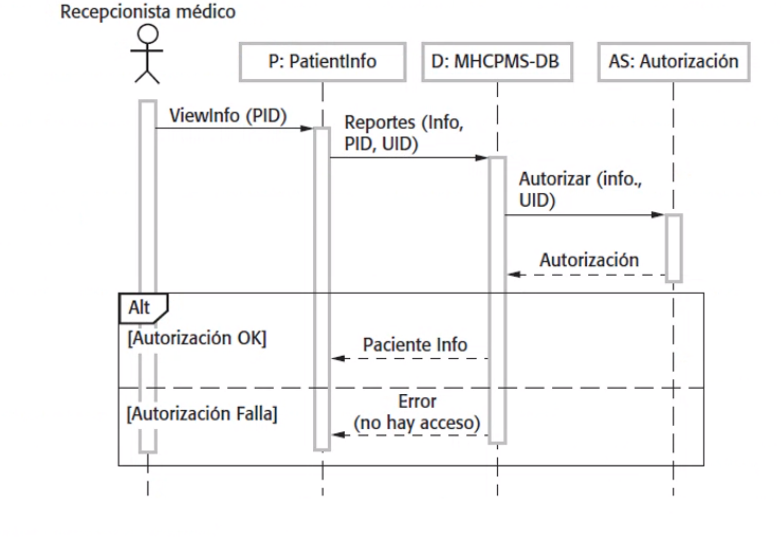 Recepcionista médico
P: PatientInfo
D: MHCPMS-DB
AS: Autorización
ViewInfo (PID)
Reportes (Info,
PID, UID)
Autorizar (info.,
UID)
Autorización
Alt
[Autorización OK]
Paciente Info
[Autorización Falla]
Error
(no hay acceso)